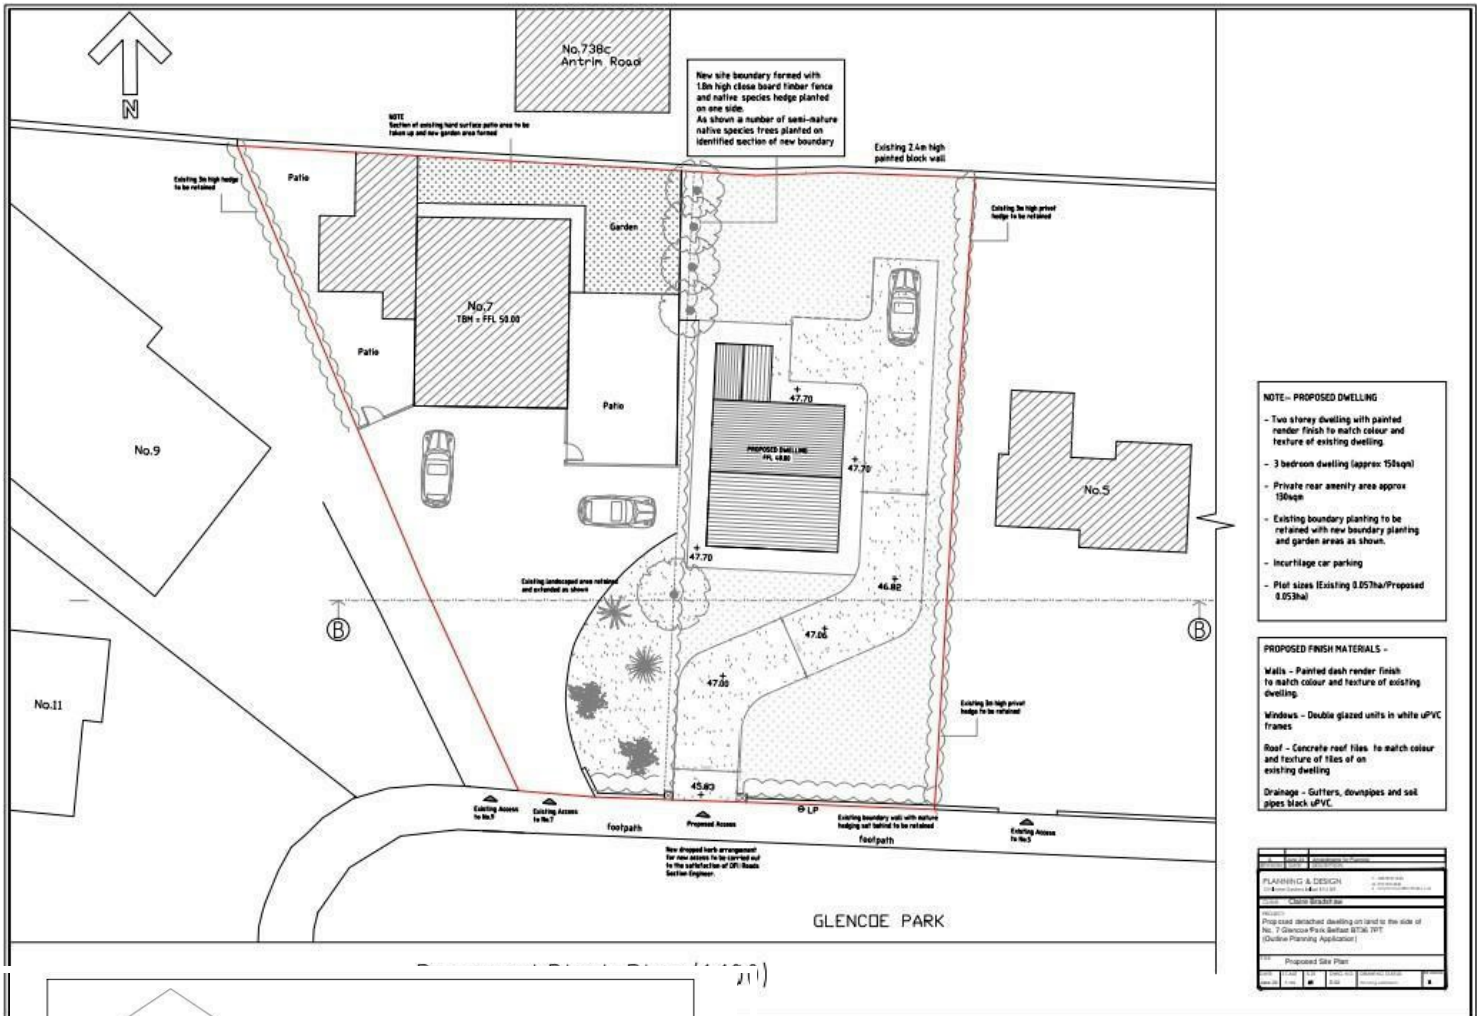 No.738c
Antrim Road
N
New site boundary formed with
1.8m high close board timber fence
and native species hedge planted
on one side.
As shown a number of semi-mature
native species trees planted on
identified section of new boundary
NOTE
Section of existing hard surface patio area to be
taken up and new garden area formed
Existing 2.4m high
painted block wall
Existing 3m high hedge
to be retained
Patio
Existing 3m high privet
hedge to be retained
Garden
No.7
TBM = FFL 50.00
Patio
Patio
47.70
No.9
PROPOSED DWELLING
47.70
No.5
47.70
Existing landscaped area retained
and extended as shown
46.82
B
B
47.06
47.00
No.11
Existing 3m high privet
hedge to be retained
45.83
LP
Existing Access
to No.9
Existing Access
to No.7
Proposed Access
Existing boundary wall with mature
hedging set behind to be retained
Existing Access
to No.5
footpath
footpath
New dropped kerb arrangement
for new access to be carried out
to the satisfaction of DFI Roads
Section Engineer.
GLENCOE PARK
NOTE:- PROPOSED DWELLING
- Two storey dwelling with painted
render finish to match colour and
texture of existing dwelling.
- 3 bedroom dwelling (approx 150sqm)
- Private rear amenity area approx
130sqm
- Existing boundary planting to be
retained with new boundary planting
and garden areas as shown.
- Incurtilage car parking
- Plot sizes (Existing 0.057ha/Proposed
0.053ha)
PROPOSED FINISH MATERIALS -
Walls - Painted dash render finish
to match colour and texture of existing
dwelling.
Windows - Double glazed units in white uPVC
frames
Roof - Concrete roof tiles to match colour
and texture of tiles of on
existing dwelling
Drainage - Gutters, downpipes and soil
pipes black uPVC.
PLANNING & DESIGN
Claire Bradshaw
PROJECT
Proposed detached dwelling on land to the side of
No. 7 Glencoe Park Belfast BT36 7PT
(Outline Planning Application)
Proposed Site Plan